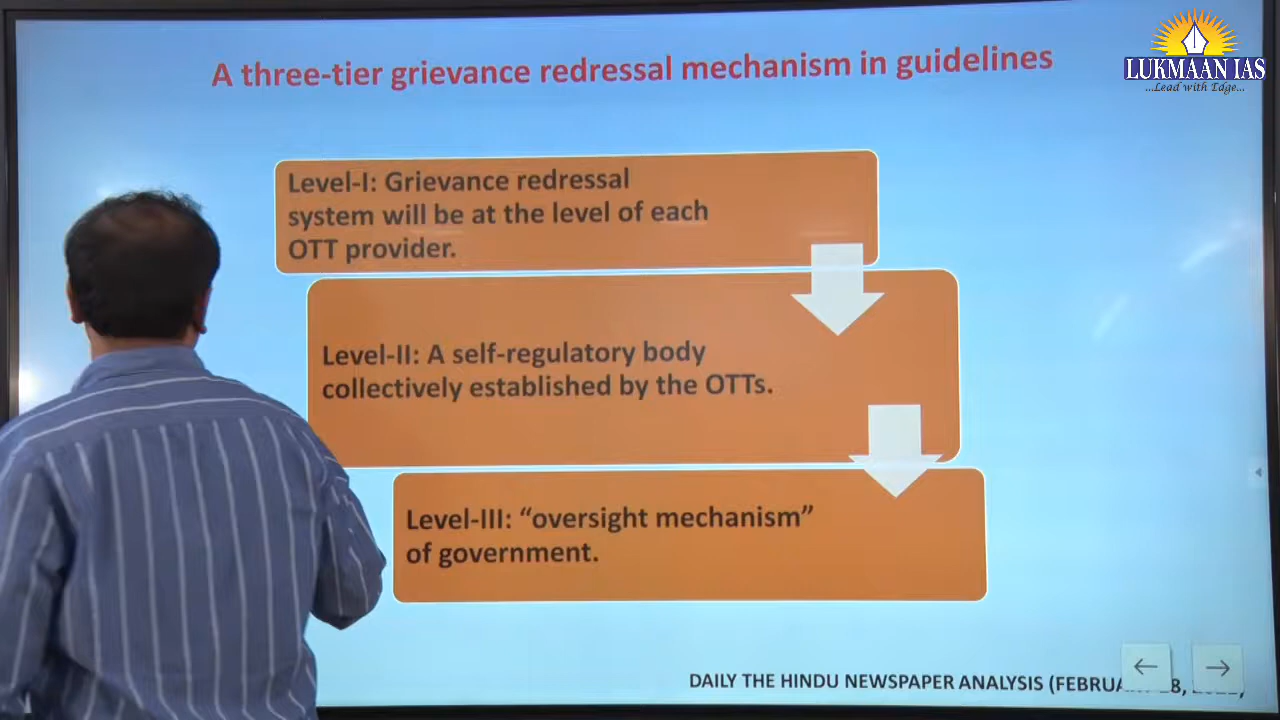 A three-tier grievance redressal mechanism in guidelines
LUKMAAN IAS
...Lead with Edge...
Level-I: Grievance redressal
system will be at the level of each
OTT provider.
Level-II: A self-regulatory body
collectively established by the OTTs.
Level-III: “oversight mechanism”
of government.
DAILY THE HINDU NEWSPAPER ANALYSIS